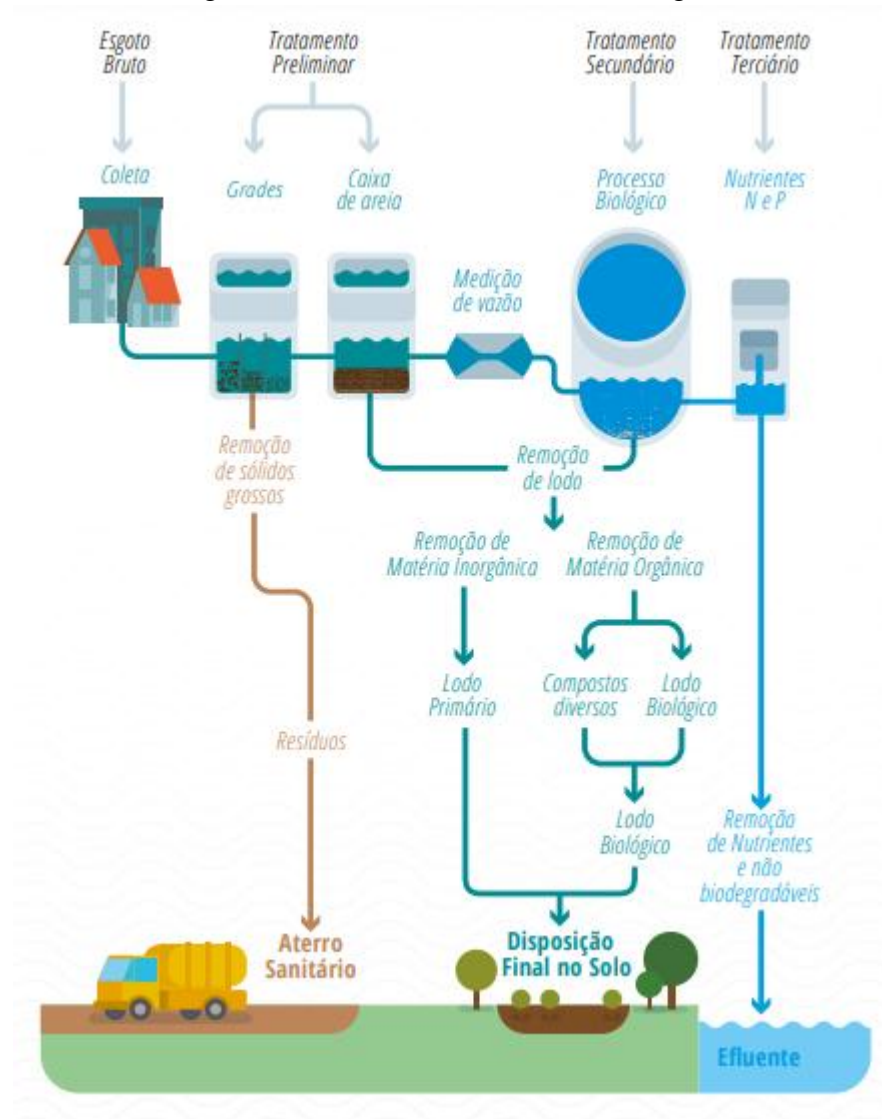 Esgoto
Bruto
Tratamento
Preliminar
Tratamento
Secundário
Tratamento
Terciário
Coleta
Grades
Caixa
de areia
Processo
Biológico
Nutrientes
N e P
Medição
de vazão
Remoção
de sólidos
grossos
Remoção
de lodo
Remoção de
Matéria Inorgânica
Remoção de
Matéria Orgânica
Lodo
Primário
Compostos
diversos
Lodo
Biológico
Resíduos
Lodo
Biológico
Remoção
de Nutrientes
e não
biodegradáveis
Aterro
Sanitário
Disposição
Final no Solo
Efluente